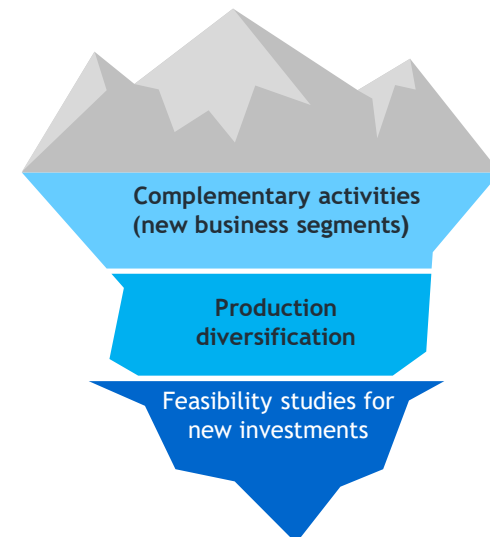 Complementary activities
(new business segments)
Production
diversification
Feasibility studies for
new investments